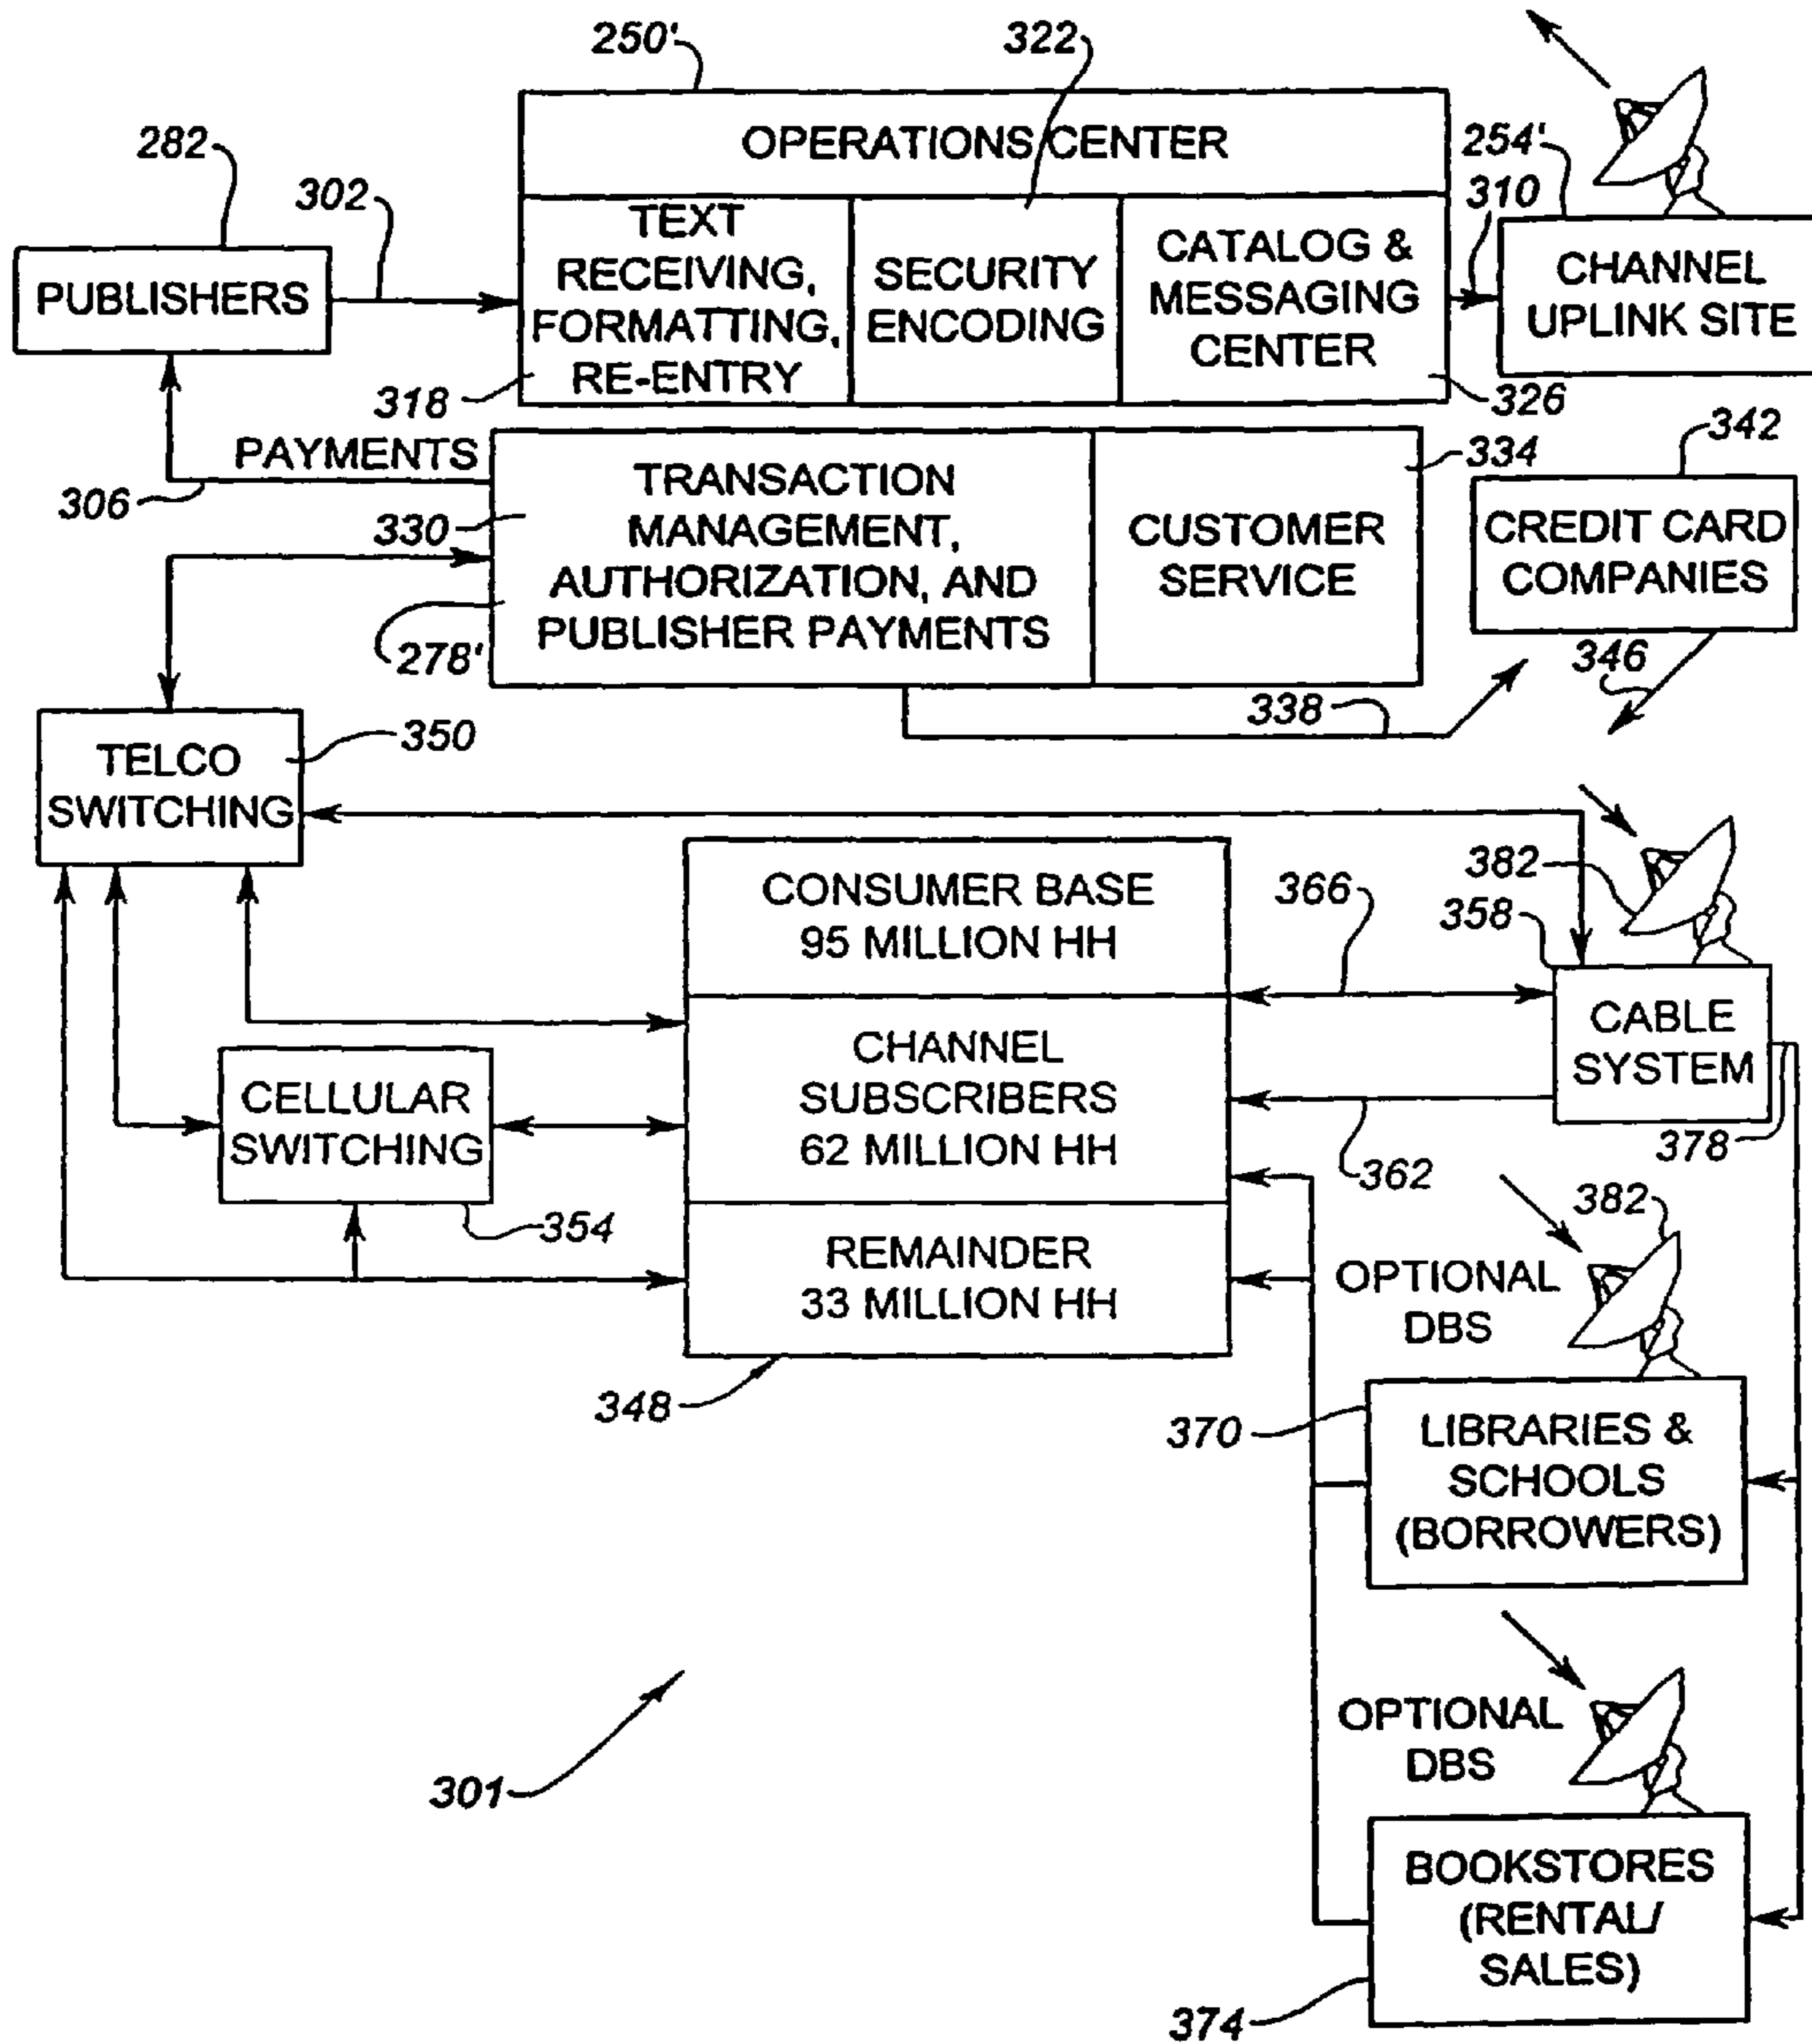 250'
322
OPERATIONS CENTER
282
254'
302
310
TEXT
RECEIVING,
FORMATTING,
RE-ENTRY
SECURITY
ENCODING
CATALOG &
MESSAGING
CENTER
PUBLISHERS
CHANNEL
UPLINK SITE
318
326
PAYMENTS
306
330
TRANSACTION
MANAGEMENT,
AUTHORIZATION, AND
PUBLISHER PAYMENTS
278'
CUSTOMER
SERVICE
334
342
CREDIT CARD
COMPANIES
346
338
TELCO
SWITCHING
350
CONSUMER BASE
95 MILLION HH
366
382
358
CABLE
SYSTEM
CHANNEL
SUBSCRIBERS
62 MILLION HH
CELLULAR
SWITCHING
354
362
378
382
REMAINDER
33 MILLION HH
OPTIONAL
DBS
348
370
LIBRARIES &
SCHOOLS
(BORROWERS)
OPTIONAL
DBS
301
BOOKSTORES
(RENTAL/
SALES)
374